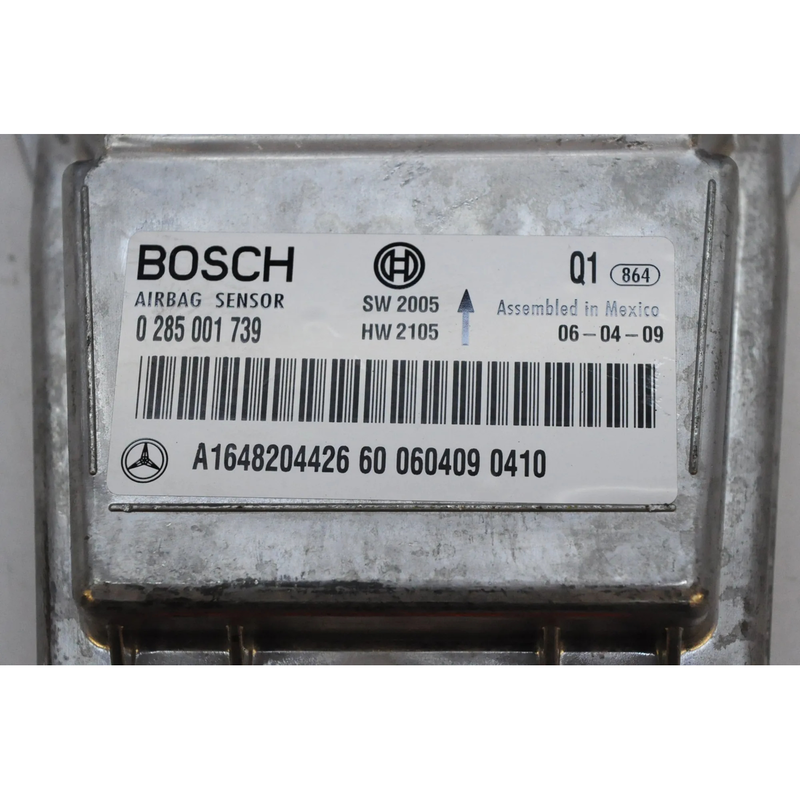 BOSCH Q1 864
AIRBAG SENSOR SW 2005 Assembled in Mexico
0 285 001 739 HW 2105 06-04-09
A1648204426 60 060409 0410